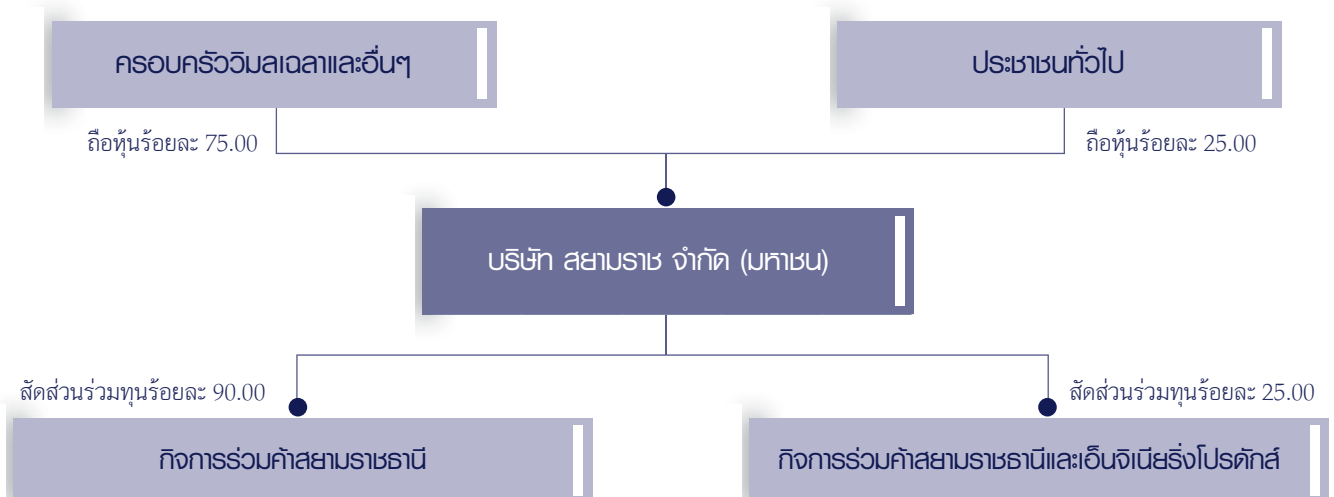 ครอบครัววิมลเฉลาและอื่นๆ
ประชาชนทั่วไป
ถือหุ้นร้อยละ 75.00
ถือหุ้นร้อยละ 25.00
บริษัท สยามราช จำกัด (มหาชน)
สัดส่วนร่วมทุนร้อยละ 90.00
สัดส่วนร่วมทุนร้อยละ 25.00
กิจการร่วมค้าสยามราชธานี
กิจการร่วมค้าสยามราชธานีและเอ็นจิเนียริ่งโปรดักส์